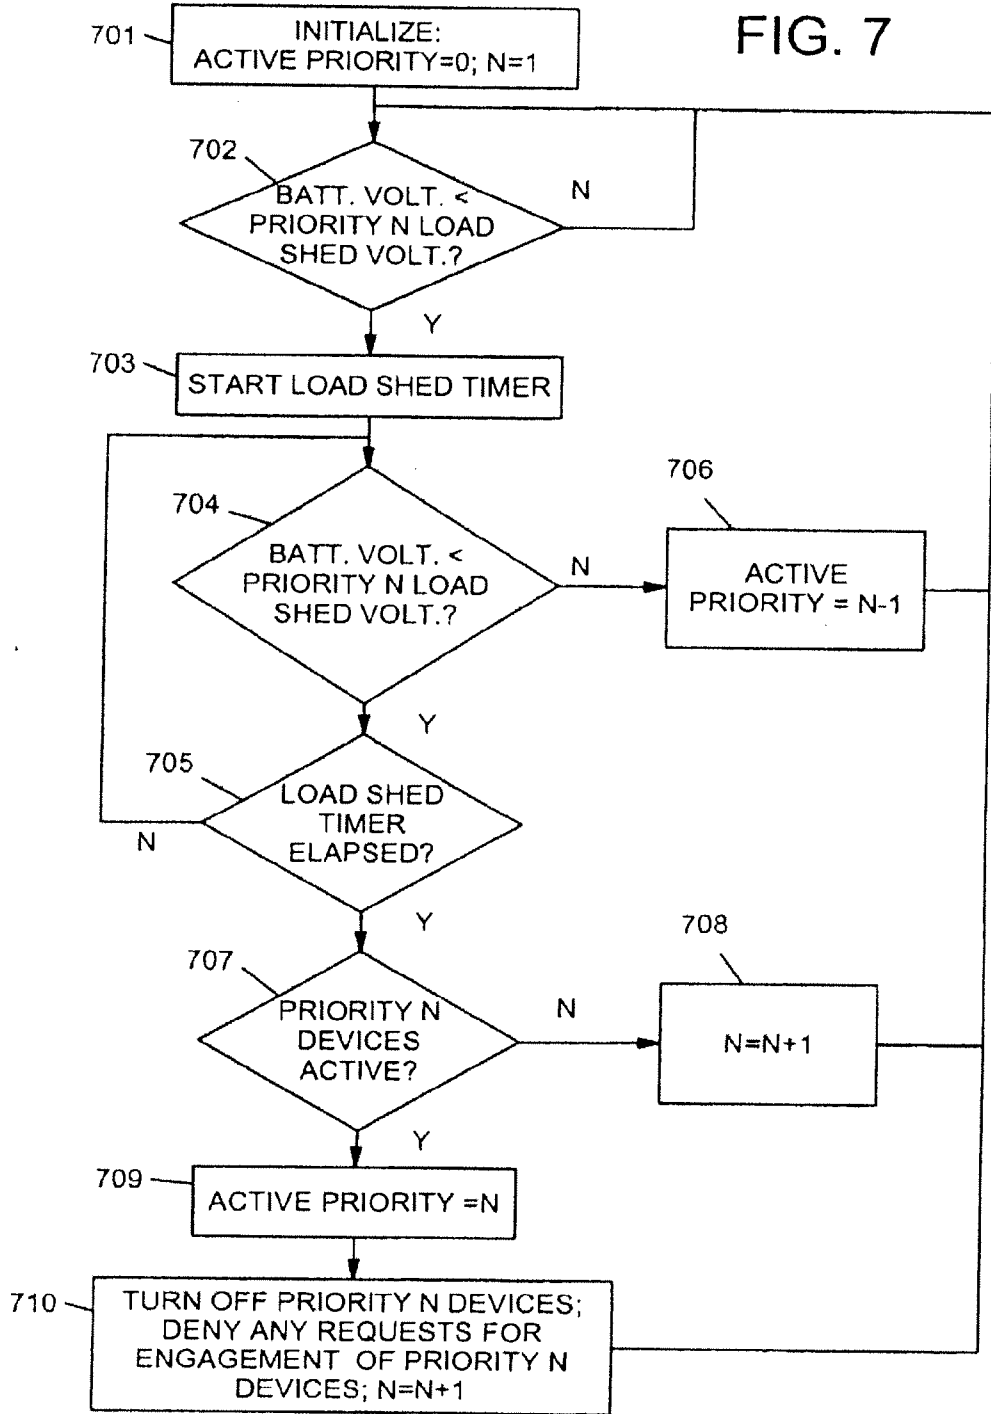 FIG. 7
701
INITIALIZE:
ACTIVE PRIORITY=0; N=1
702
BATT. VOLT. <
PRIORITY N LOAD
SHED VOLT.?
N
Y
703
START LOAD SHED TIMER
704
BATT. VOLT. <
PRIORITY N LOAD
SHED VOLT.?
N
706
ACTIVE
PRIORITY = N-1
Y
705
LOAD SHED
TIMER
ELAPSED?
N
Y
707
PRIORITY N
DEVICES
ACTIVE?
N
708
N=N+1
Y
709
ACTIVE PRIORITY =N
710
TURN OFF PRIORITY N DEVICES;
DENY ANY REQUESTS FOR
ENGAGEMENT OF PRIORITY N
DEVICES; N=N+1